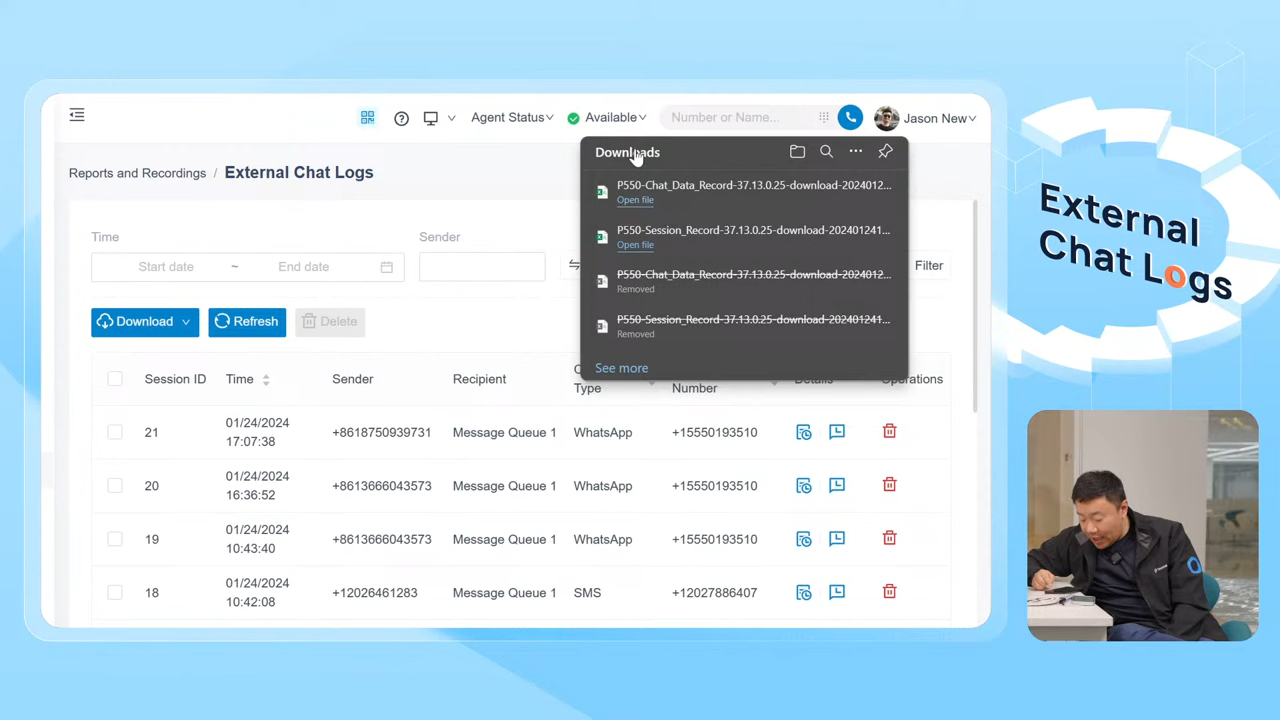 Agent Status
Available
Number or Name...
Jason New
Reports and Recordings / External Chat Logs
Downloads
P550-Chat_Data_Record-37.13.0.25-download-2024012...
Open file
P550-Session_Record-37.13.0.25-download-202401241...
Open file
P550-Chat_Data_Record-37.13.0.25-download-2024012...
Removed
P550-Session_Record-37.13.0.25-download-202401241...
Removed
See more
Time
Sender
Start date ~ End date
Filter
Download
Refresh
Delete
Session ID Time Sender Recipient Type Number Details Operations
21 01/24/2024 17:07:38 +8618750939731 Message Queue 1 WhatsApp +15550193510
20 01/24/2024 16:36:52 +8613666043573 Message Queue 1 WhatsApp +15550193510
19 01/24/2024 10:43:40 +8613666043573 Message Queue 1 WhatsApp +15550193510
18 01/24/2024 10:42:08 +12026461283 Message Queue 1 SMS +12027886407
External
Chat Logs